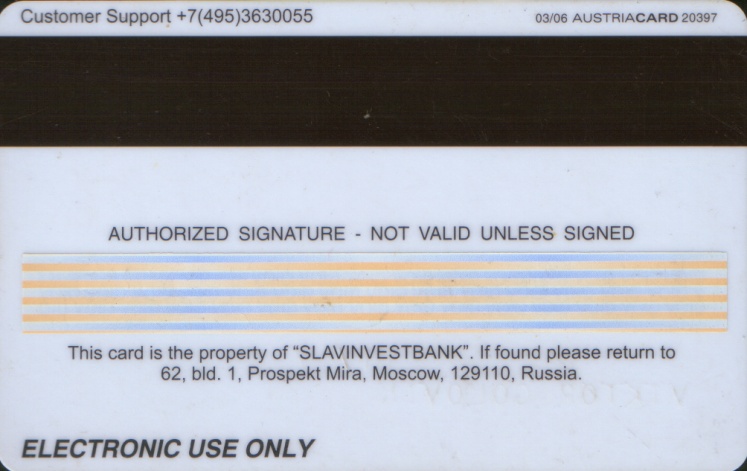 Customer Support +7(495)3630055
03/06 AUSTRIACARD 20397
AUTHORIZED SIGNATURE - NOT VALID UNLESS SIGNED
This card is the property of “SLAVINVESTBANK”. If found please return to
62, bld. 1, Prospekt Mira, Moscow, 129110, Russia.
ELECTRONIC USE ONLY